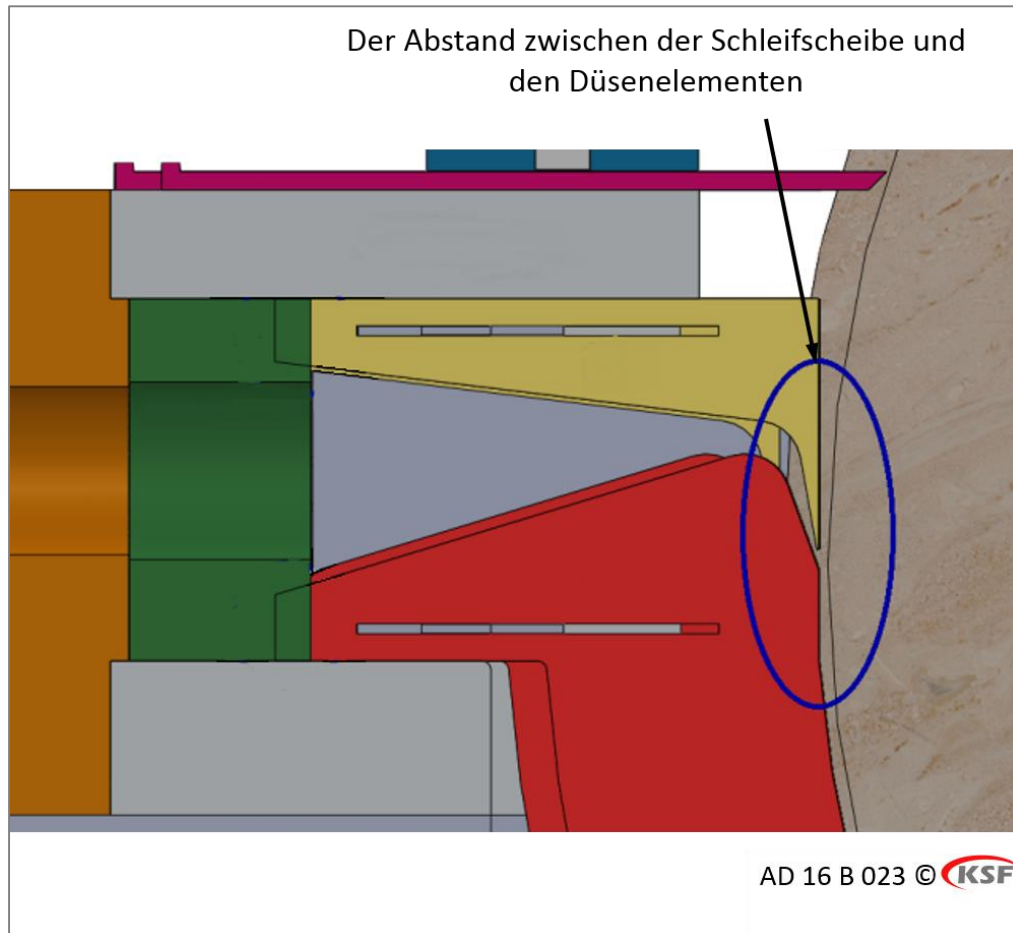 Der Abstand zwischen der Schleifscheibe und
den Düsenelementen
AD 16 B 023 © KSF